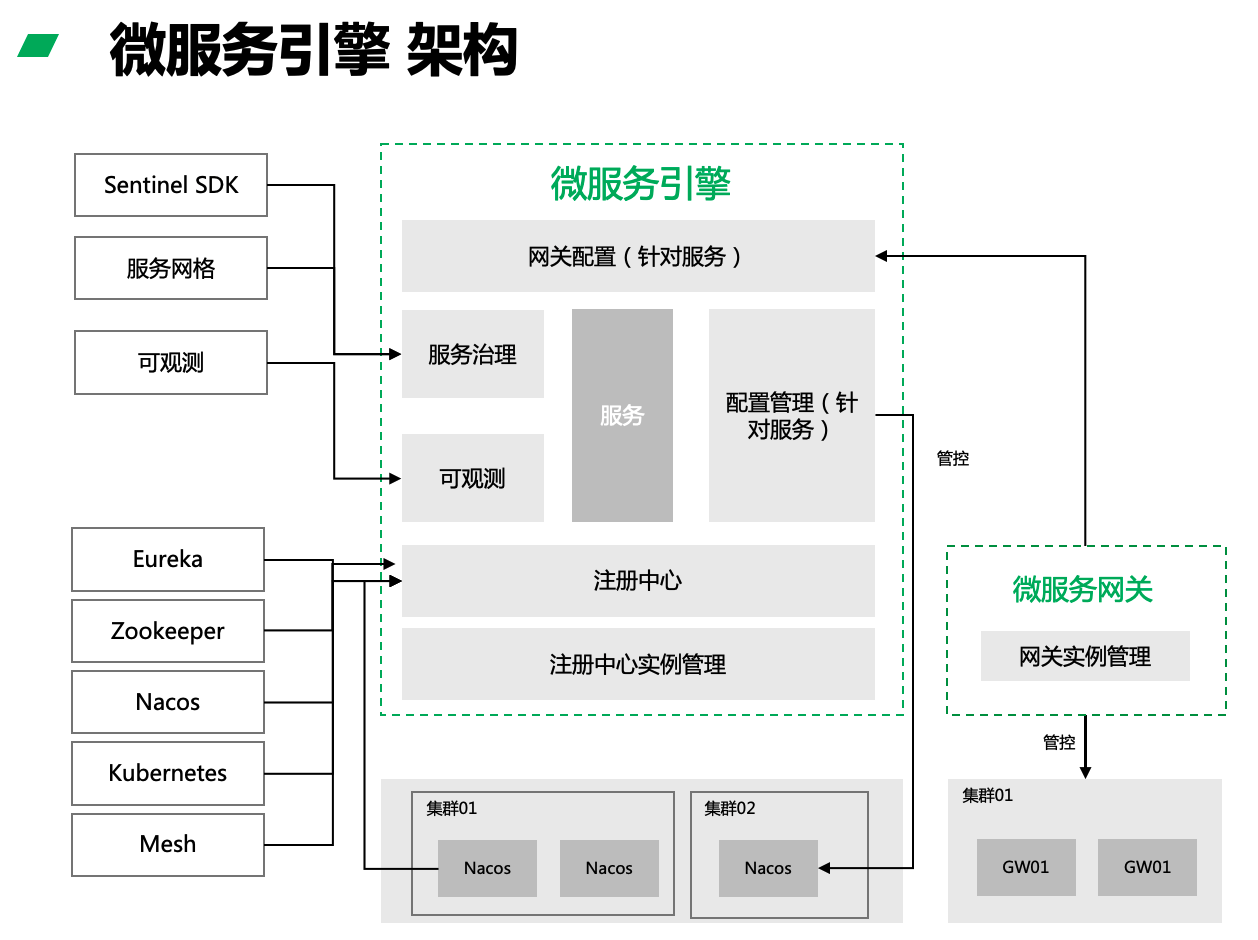 微服务引擎 架构
Sentinel SDK
服务网格
可观测
Eureka
Zookeeper
Nacos
Kubernetes
Mesh
微服务引擎
网关配置（针对服务）
服务治理
可观测
服务
配置管理（针
对服务）
注册中心
注册中心实例管理
管控
微服务网关
网关实例管理
管控
集群01
Nacos
Nacos
集群02
Nacos
集群01
GW01
GW01